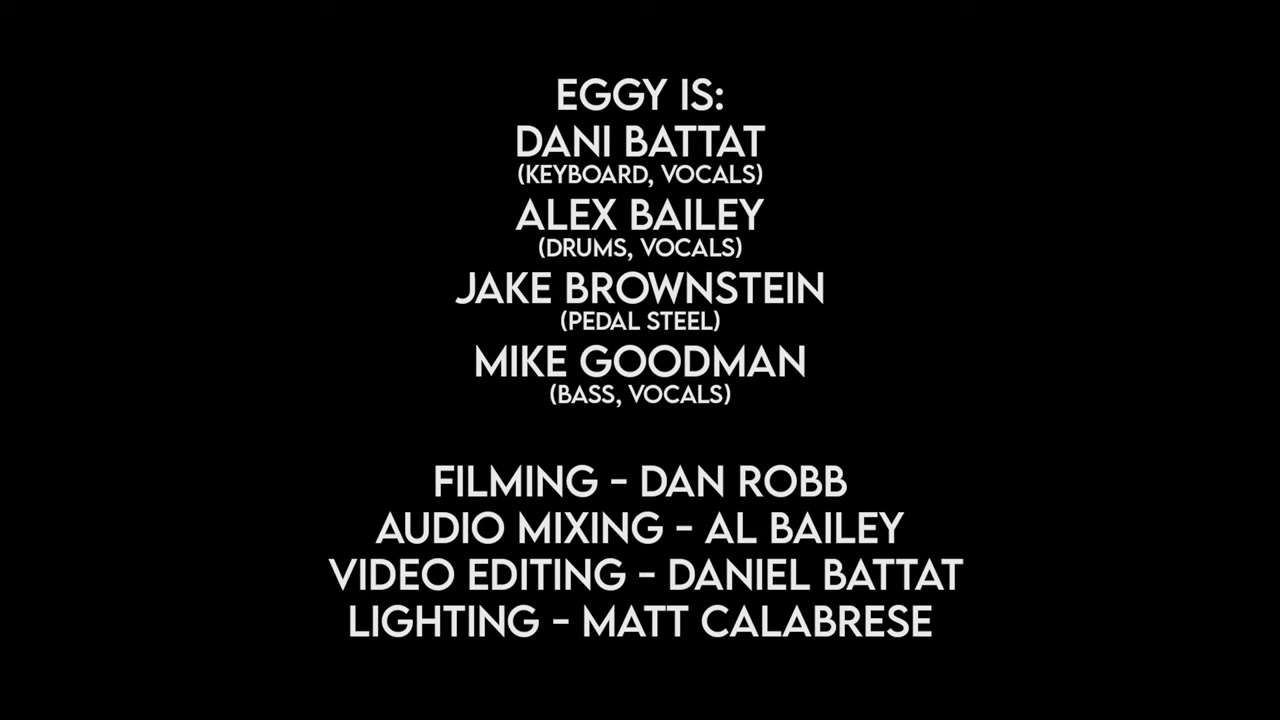 EGGY IS:
DANI BATTAT
(KEYBOARD, VOCALS)
ALEX BAILEY
(DRUMS, VOCALS)
JAKE BROWNSTEIN
(PEDAL STEEL)
MIKE GOODMAN
(BASS, VOCALS)
FILMING - DAN ROBB
AUDIO MIXING - AL BAILEY
VIDEO EDITING - DANIEL BATTAT
LIGHTING - MATT CALABRESE